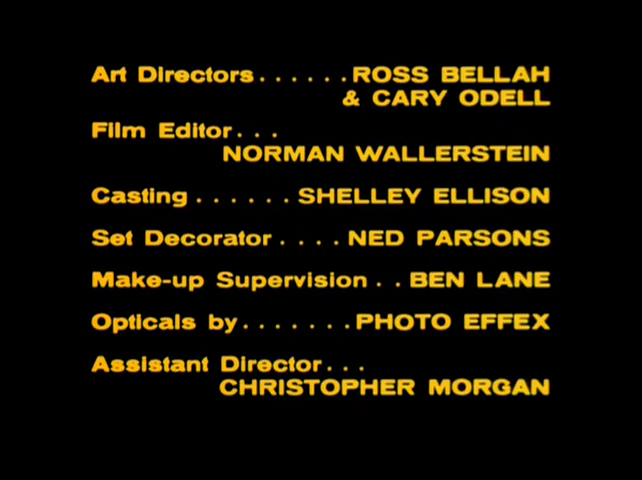 Art Directors......ROSS BELLAH
& CARY ODELL
Film Editor...
NORMAN WALLERSTEIN
Casting......SHELLEY ELLISON
Set Decorator....NED PARSONS
Make-up Supervision..BEN LANE
Opticals by.......PHOTO EFFEX
Assistant Director...
CHRISTOPHER MORGAN